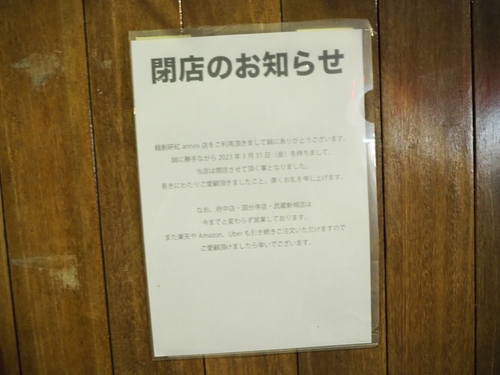 閉店のお知らせ
麺創研紅 annex 店をご利用頂きまして誠にありがとうございます。
誠に勝手ながら 2023 年 3 月 31 日（金）を持ちまして、
当店は閉店させて頂く事となりました。
長きにわたりご愛顧頂きましたこと、厚くお礼を申し上げます。
なお、府中店・国分寺店・武蔵新城店は
今までと変わらず営業しております。
また楽天や Amazon、Uber も引き続きご注文いただけますので
ご愛顧頂けましたら幸いでございます。